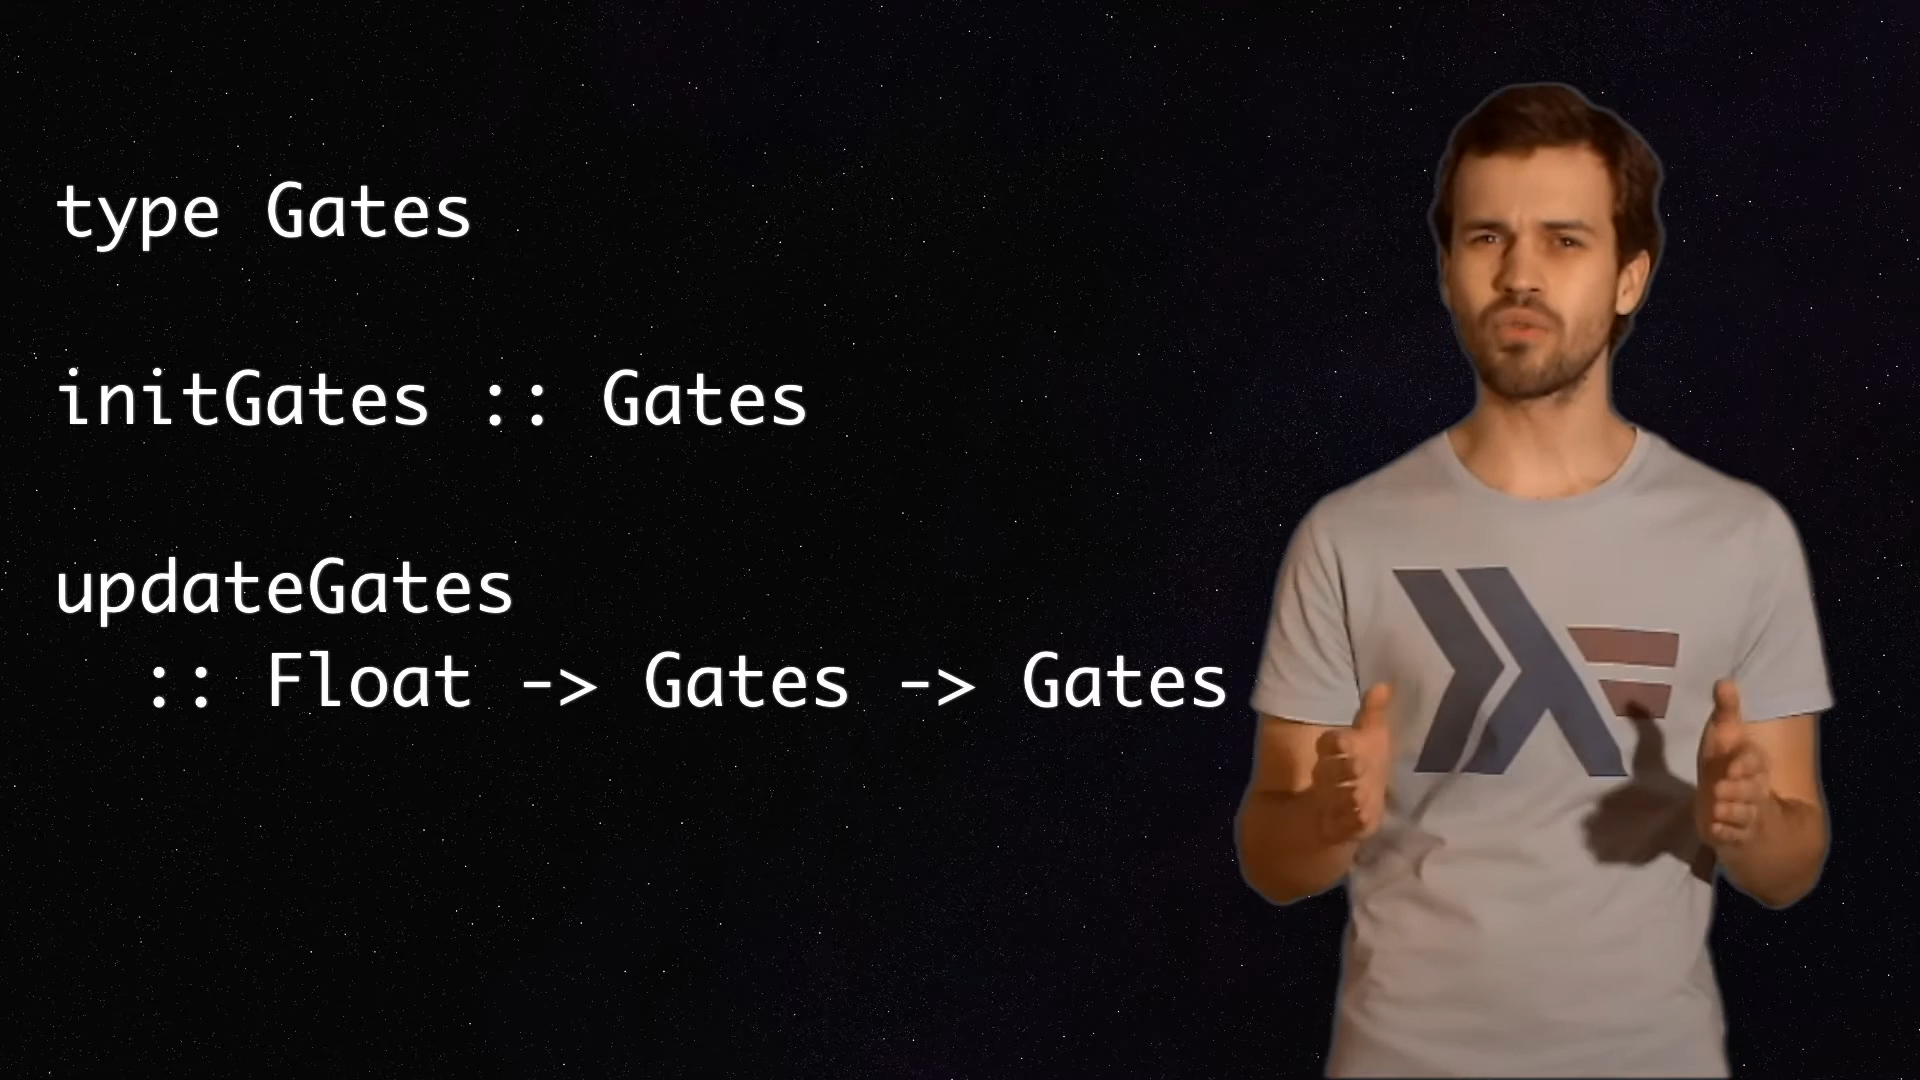 type Gates
initGates :: Gates
updateGates
:: Float -> Gates -> Gates